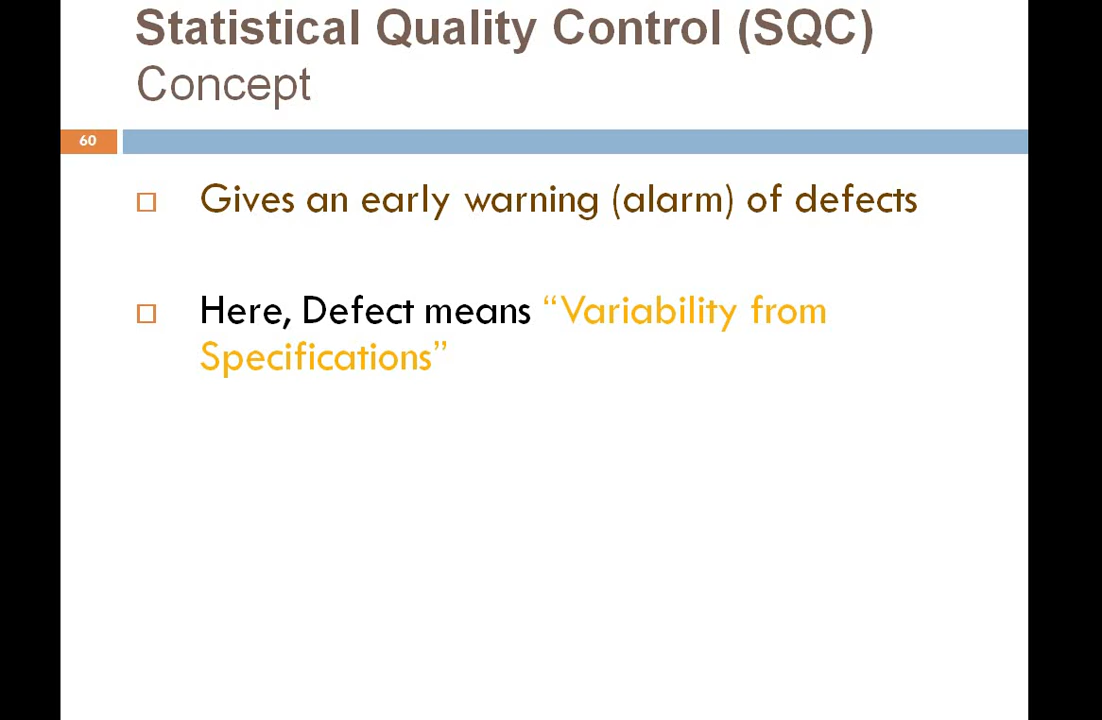 Statistical Quality Control (SQC)
Concept
60
Gives an early warning (alarm) of defects
Here, Defect means “Variability from
Specifications”